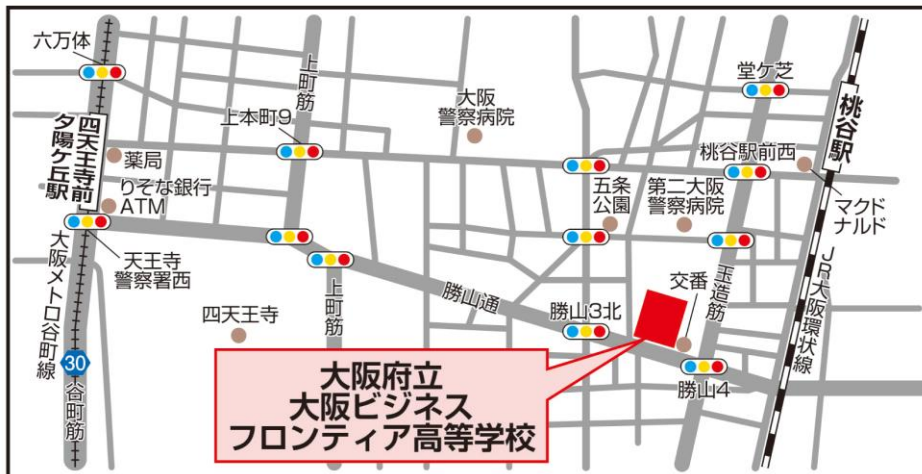 六万体
上町筋
上本町9
大阪
警察病院
堂ケ芝
桃谷駅
四天王寺前
夕陽ケ丘駅
薬局
りそな銀行
ATM
桃谷駅前西
五条
公園
第二大阪
警察病院
マクド
ナルド
天王寺
警察署西
大阪メトロ谷町線
四天王寺
上町筋
勝山通
勝山3北
交番
玉造筋
JR大阪環状線
30
谷町筋
勝山4
大阪府立
大阪ビジネス
フロンティア高等学校